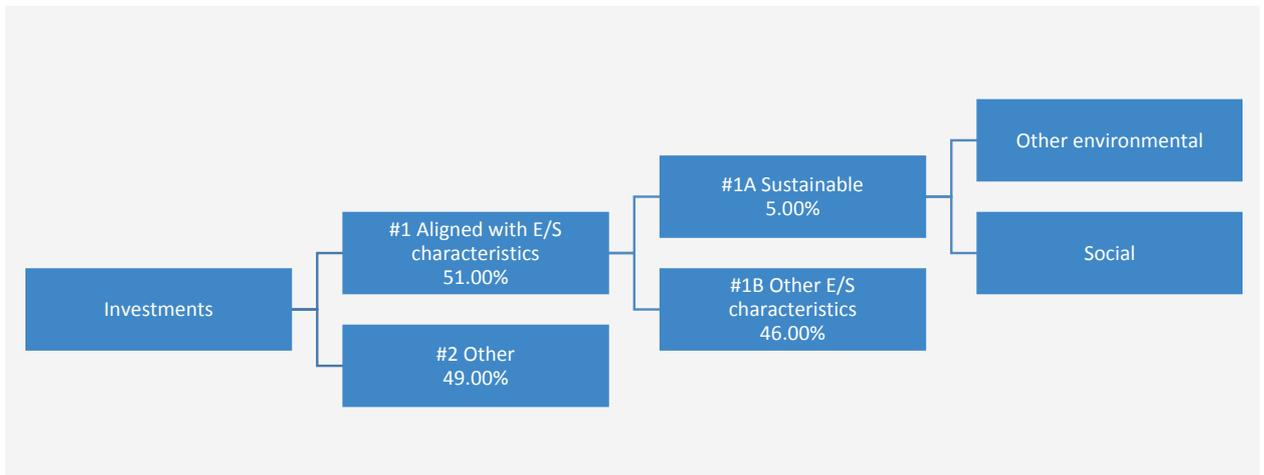 Investments
#1 Aligned with E/S
characteristics
51.00%
#2 Other
49.00%
#1A Sustainable
5.00%
#1B Other E/S
characteristics
46.00%
Other environmental
Social